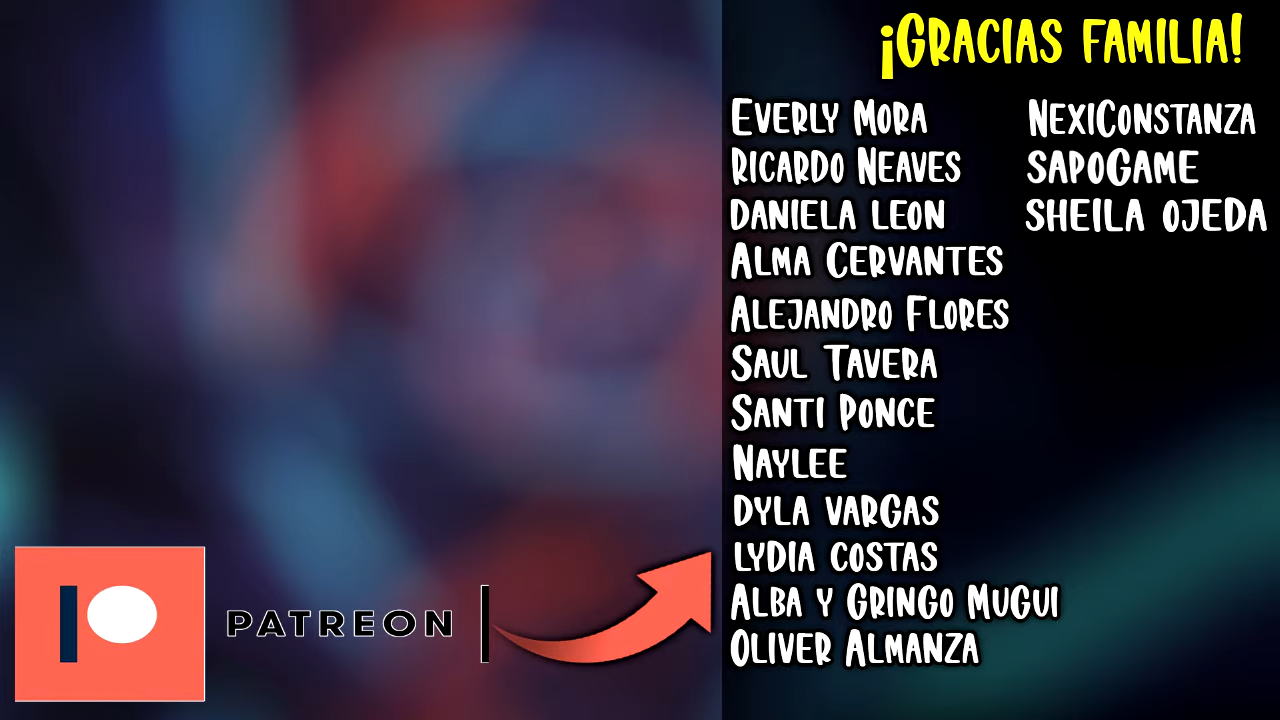 ¡GRACIAS FAMILIA!
EVERLY MORA
RICARDO NEAVES
DANIELA LEON
ALMA CERVANTES
ALEJANDRO FLORES
SAUL TAVERA
SANTI PONCE
NAYLEE
DYLA VARGAS
LYDIA COSTAS
ALBA Y GRINGO MUGUI
OLIVER ALMANZA
NEXICONSTANZA
SAPOGAME
SHEILA OJEDA
PATREON